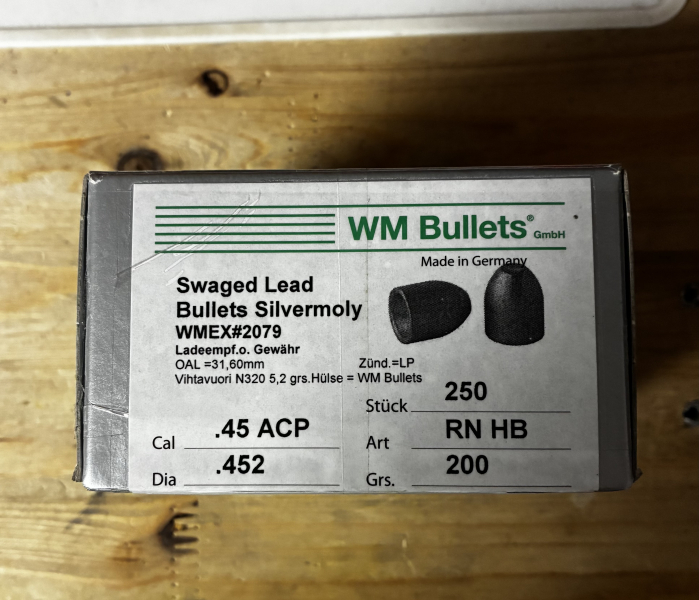 WM Bullets® GmbH
Made in Germany
Swaged Lead
Bullets Silvermoly
WMEX#2079
Ladeempf.o. Gewähr
OAL =31,60mm Zünd.=LP
Vihtavuori N320 5,2 grs.Hülse = WM Bullets
Stück 250
Cal .45 ACP Art RN HB
Dia .452 Grs. 200